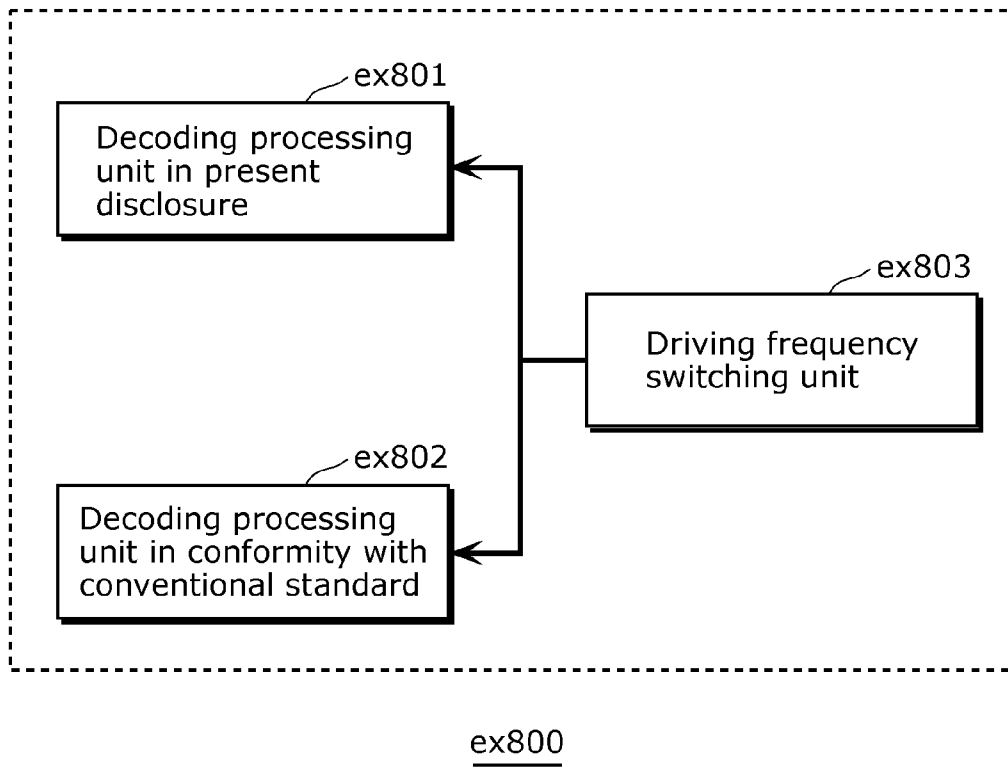 ex801
Decoding processing
unit in present
disclosure
ex803
Driving frequency
switching unit
ex802
Decoding processing
unit in conformity with
conventional standard
ex800